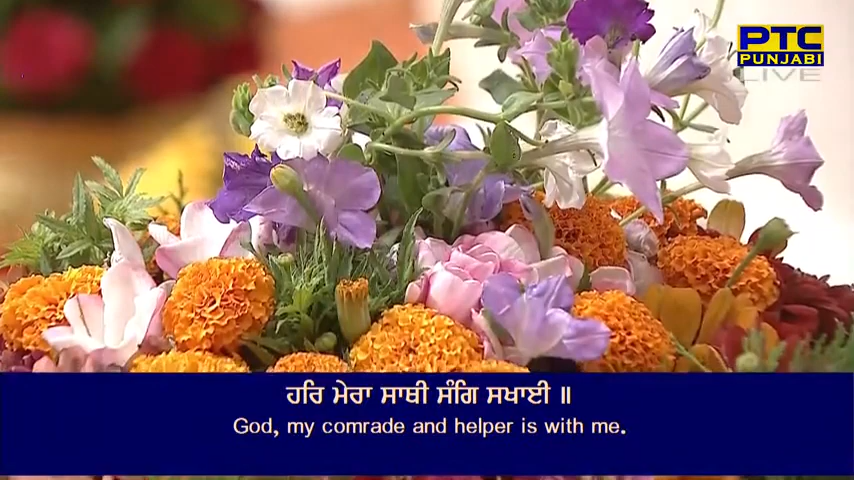 PTC
PUNJABI
LIVE
ਹਰਿ ਮੇਰਾ ਸਾਥੀ ਸੰਗਿ ਸਖਾਈ ॥
God, my comrade and helper is with me.